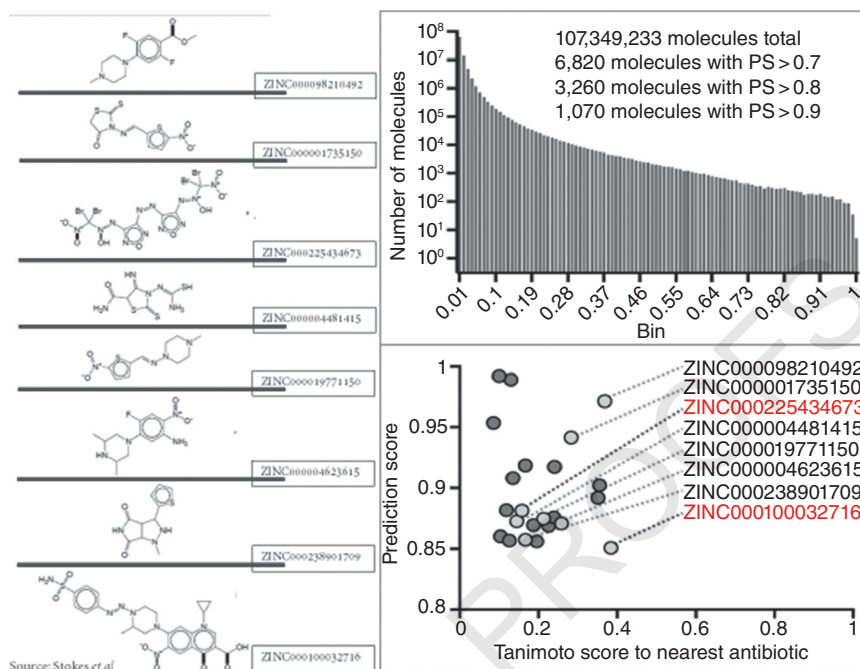 ZINC000098210492
ZINC000001735150
ZINC000225434673
ZINC000004481415
ZINC000019771150
ZINC000004623615
ZINC000238901709
ZINC000100032716
Source: Stokes et al
Number of molecules
10⁸
10⁷
10⁶
10⁵
10⁴
10³
10²
10¹
10⁰
107,349,233 molecules total
6,820 molecules with PS > 0.7
3,260 molecules with PS > 0.8
1,070 molecules with PS > 0.9
0.01 0.1 0.19 0.28 0.37 0.46 0.55 0.64 0.73 0.82 0.91 1
Bin
Prediction score
1
0.95
0.9
0.85
0.8
ZINC000098210492
ZINC000001735150
ZINC000225434673
ZINC000004481415
ZINC000019771150
ZINC000004623615
ZINC000238901709
ZINC000100032716
0 0.2 0.4 0.6 0.8 1
Tanimoto score to nearest antibiotic
PROOFS